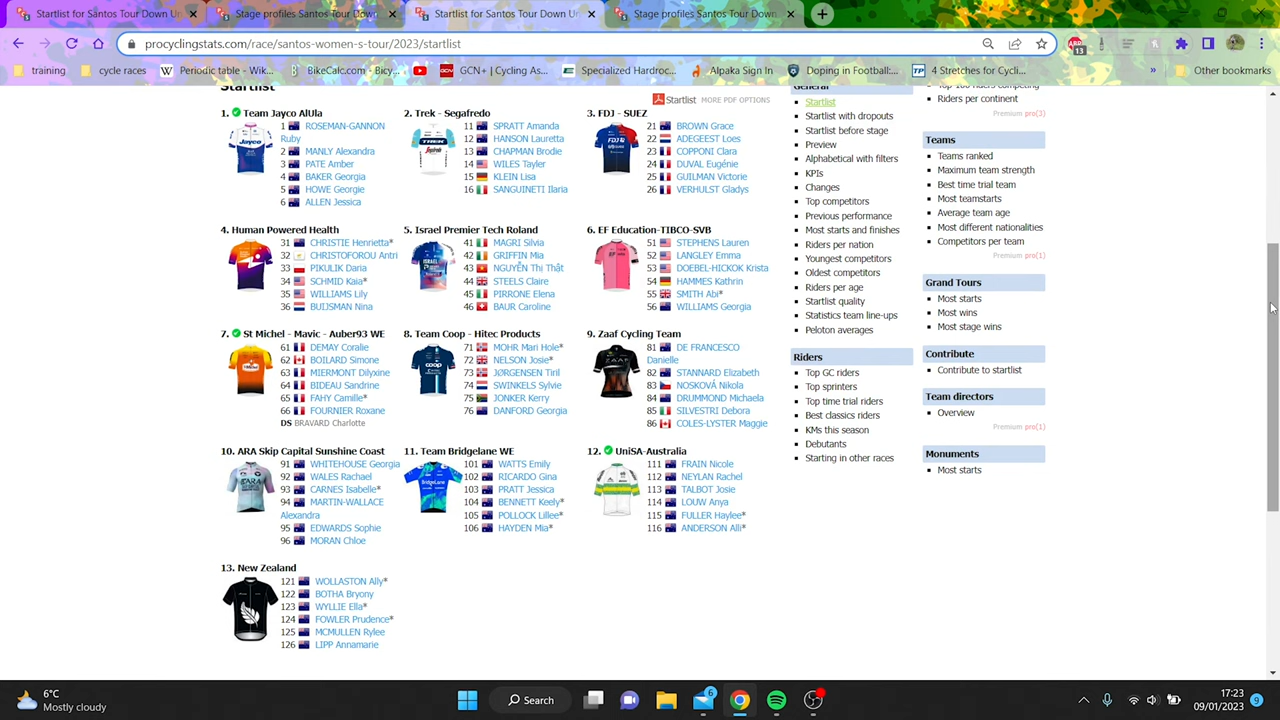 Startlist for Santos Tour Down Un
Stage profiles Santos Tour Down
Startlist for Santos Tour Down Un
Stage profiles Santos Tour Down
procyclingstats.com/race/santos-women-s-tour/2023/startlist
13
training
cycle races
Periodic table - Wik...
BikeCalc.com - Bicy...
GCN+ | Cycling As...
Specialized Hardroc...
Alpaka Sign In
Doping in Football:...
4 Stretches for Cycli...
»
Other bookmarks
Startlist
Startlist MORE PDF OPTIONS
1. Team Jayco AlUla
1 ROSEMAN-GANNON
Ruby
2 MANLY Alexandra
3 PATE Amber
4 BAKER Georgia
5 HOWE Georgie
6 ALLEN Jessica
2. Trek - Segafredo
11 SPRATT Amanda
12 HANSON Lauretta
13 CHAPMAN Brodie
14 WILES Tayler
15 KLEIN Lisa
16 SANGUINETI Ilaria
3. FDJ - SUEZ
21 BROWN Grace
22 ADEGEEST Loes
23 COPPONI Clara
24 DUVAL Eugénie
25 GUILMAN Victorie
26 VERHULST Gladys
4. Human Powered Health
31 CHRISTIE Henrietta*
32 CHRISTOFOROU Antri
33 PIKULIK Daria
34 SCHMID Kaia*
35 WILLIAMS Lily
36 BUIJSMAN Nina
5. Israel Premier Tech Roland
41 MAGRI Silvia
42 GRIFFIN Mia
43 NGUYỄN Thị Thật
44 STEELS Claire
45 PIRRONE Elena
46 BAUR Caroline
6. EF Education-TIBCO-SVB
51 STEPHENS Lauren
52 LANGLEY Emma
53 DOEBEL-HICKOK Krista
54 HAMMES Kathrin
55 SMITH Abi*
56 WILLIAMS Georgia
7. St Michel - Mavic - Auber93 WE
61 DEMAY Coralie
62 BOILARD Simone
63 MIERMONT Dilyxine
64 BIDEAU Sandrine
65 FAHY Camille*
66 FOURNIER Roxane
DS BRAVARD Charlotte
8. Team Coop - Hitec Products
71 MOHR Mari Hole*
72 NELSON Josie*
73 JØRGENSEN Tiril
74 SWINKELS Sylvie
75 JONKER Kerry
76 DANFORD Georgia
9. Zaaf Cycling Team
81 DE FRANCESCO
Danielle
82 STANNARD Elizabeth
83 NOSKOVÁ Nikola
84 DRUMMOND Michaela
85 SILVESTRI Debora
86 COLES-LYSTER Maggie
10. ARA Skip Capital Sunshine Coast
91 WHITEHOUSE Georgia
92 WALES Rachael
93 CARNES Isabelle*
94 MARTIN-WALLACE
Alexandra
95 EDWARDS Sophie
96 MORAN Chloe
11. Team Bridgelane WE
101 WATTS Emily
102 RICARDO Gina
103 PRATT Jessica
104 BENNETT Keely*
105 POLLOCK Lillee*
106 HAYDEN Mia*
12. UniSA-Australia
111 FRAIN Nicole
112 NEYLAN Rachel
113 TALBOT Josie
114 LOUW Anya
115 FULLER Haylee*
116 ANDERSON Alli*
13. New Zealand
121 WOLLASTON Ally*
122 BOTHA Bryony
123 WYLLIE Ella*
124 FOWLER Prudence*
125 MCMULLEN Rylee
126 LIPP Annamarie
General
Startlist
Startlist with dropouts
Startlist before stage
Preview
Alphabetical with filters
KPIs
Changes
Top competitors
Previous performance
Most starts and finishes
Riders per nation
Youngest competitors
Oldest competitors
Riders per age
Startlist quality
Statistics team line-ups
Peloton averages
Riders
Top GC riders
Top sprinters
Top time trial riders
Best classics riders
KMs this season
Debutants
Starting in other races
Top 100 riders competing
Riders per continent
Premium pro(3)
Teams
Teams ranked
Maximum team strength
Best time trial team
Most teamstarts
Average team age
Most different nationalities
Competitors per team
Premium pro(1)
Grand Tours
Most starts
Most wins
Most stage wins
Contribute
Contribute to startlist
Team directors
Overview
Premium pro(1)
Monuments
Most starts
6°C
Mostly cloudy
Search
6
17:23
09/01/2023
9